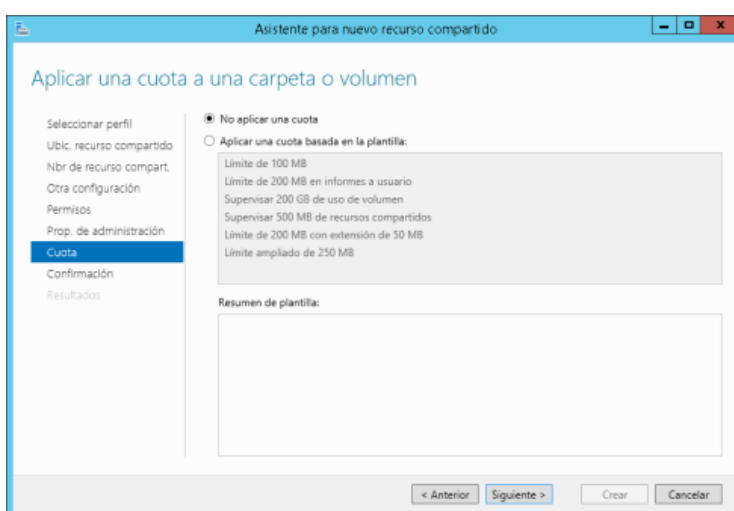 Asistente para nuevo recurso compartido
Aplicar una cuota a una carpeta o volumen
Seleccionar perfil
Ubic. recurso compartido
Nbr de recurso compart.
Otra configuración
Permisos
Prop. de administración
Cuota
Confirmación
Resultados
No aplicar una cuota
Aplicar una cuota basada en la plantilla:
Límite de 100 MB
Límite de 200 MB en informes a usuario
Supervisar 200 GB de uso de volumen
Supervisar 500 MB de recursos compartidos
Límite de 200 MB con extensión de 50 MB
Límite ampliado de 250 MB
Resumen de plantilla:
< Anterior
Siguiente >
Crear
Cancelar